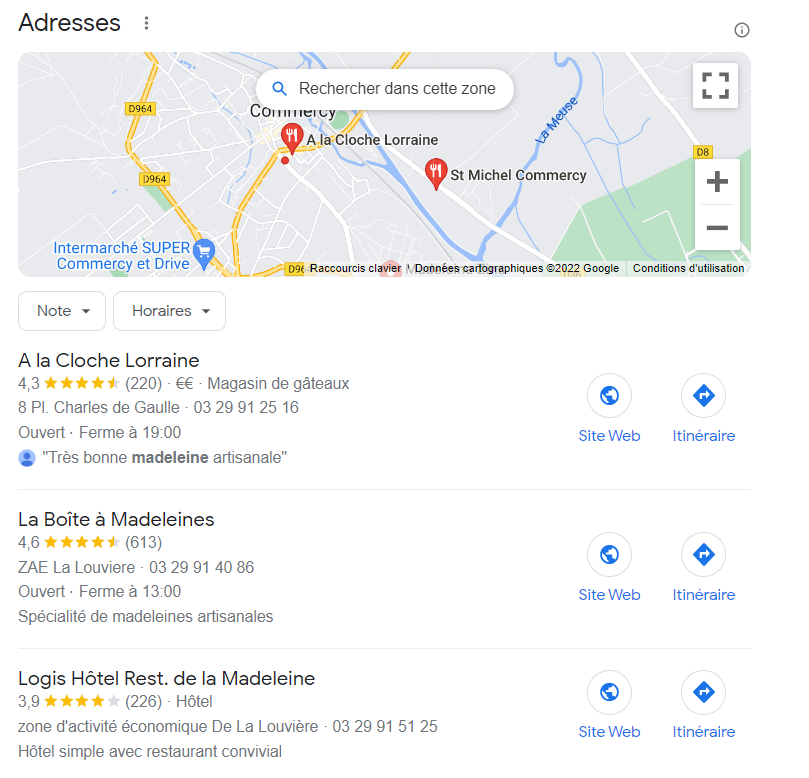 Adresses
Rechercher dans cette zone
D964
Commercy
A la Cloche Lorraine
La Meuse
D8
D964
St Michel Commercy
Intermarché SUPER
Commercy et Drive
Raccourcis clavier
Données cartographiques ©2022 Google
Conditions d'utilisation
Note
Horaires
A la Cloche Lorraine
4,3 (220) · €€ · Magasin de gâteaux
8 Pl. Charles de Gaulle · 03 29 91 25 16
Ouvert · Ferme à 19:00
"Très bonne madeleine artisanale"
Site Web
Itinéraire
La Boîte à Madeleines
4,6 (613)
ZAE La Louviere · 03 29 91 40 86
Ouvert · Ferme à 13:00
Spécialité de madeleines artisanales
Site Web
Itinéraire
Logis Hôtel Rest. de la Madeleine
3,9 (226) · Hôtel
zone d'activité économique De La Louvière · 03 29 91 51 25
Hôtel simple avec restaurant convivial
Site Web
Itinéraire